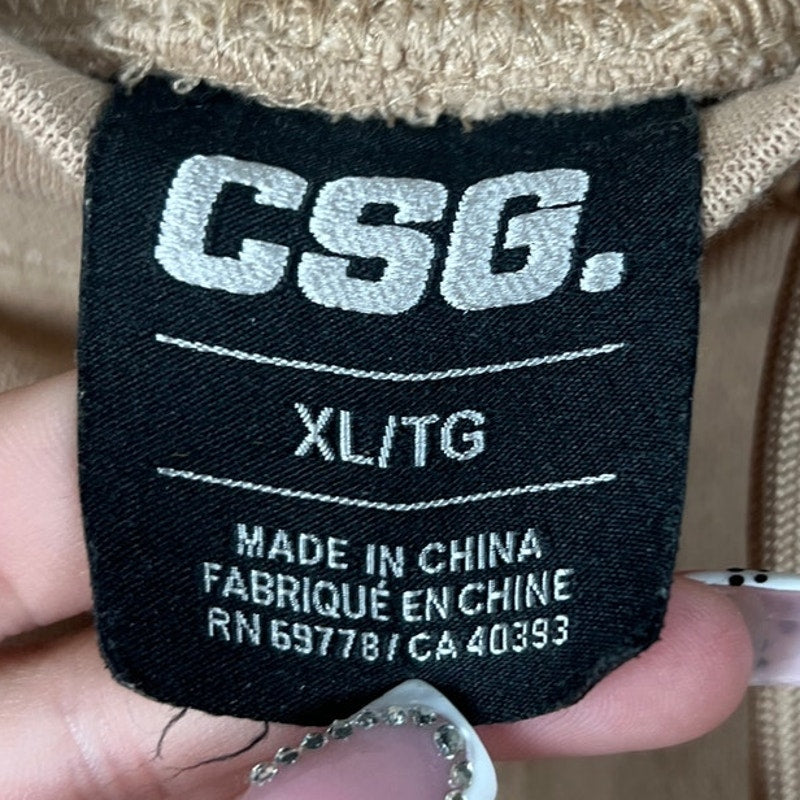 CSG.
XL/TG
MADE IN CHINA
FABRIQUÉ EN CHINE
RN 69778/CA 40393